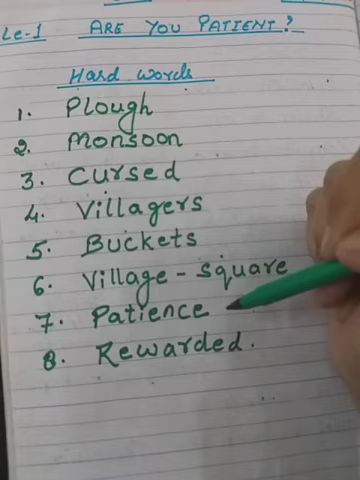 Le-1 ARE YOU PATIENT?
Hard words
1. Plough
2. Monsoon
3. Cursed
4. Villagers
5. Buckets
6. Village-square
7. Patience
8. Rewarded.